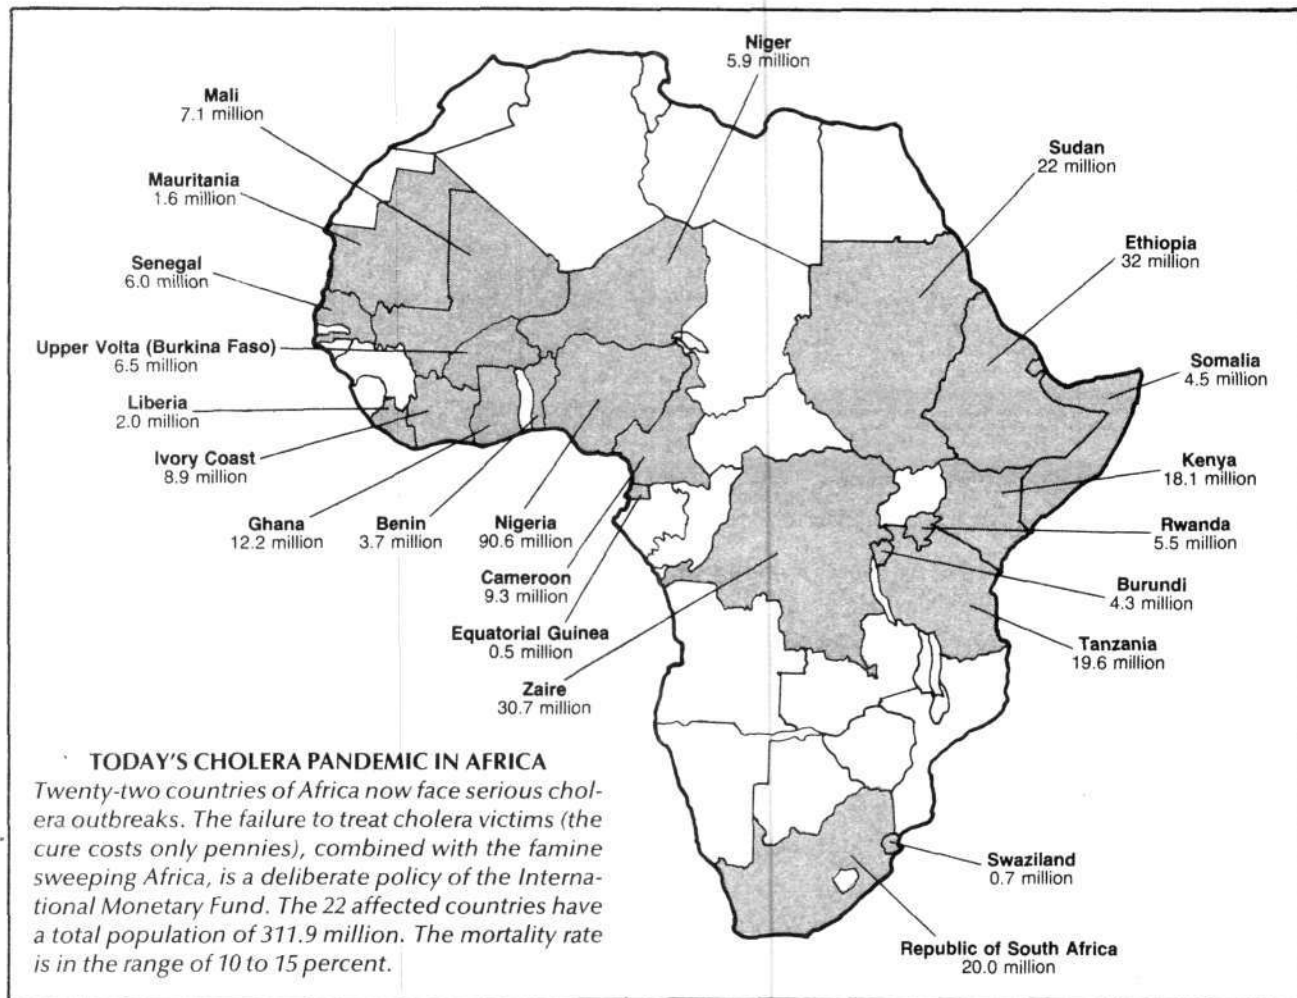 Niger
5.9 million
Mali
7.1 million
Sudan
22 million
Mauritania
1.6 million
Ethiopia
32 million
Senegal
6.0 million
Upper Volta (Burkina Faso)
6.5 million
Somalia
4.5 million
Liberia
2.0 million
Ivory Coast
8.9 million
Kenya
18.1 million
Ghana
12.2 million
Benin
3.7 million
Nigeria
90.6 million
Rwanda
5.5 million
Cameroon
9.3 million
Burundi
4.3 million
Equatorial Guinea
0.5 million
Tanzania
19.6 million
Zaire
30.7 million
TODAY'S CHOLERA PANDEMIC IN AFRICA
Twenty-two countries of Africa now face serious chol-
era outbreaks. The failure to treat cholera victims (the
cure costs only pennies), combined with the famine
sweeping Africa, is a deliberate policy of the Interna-
tional Monetary Fund. The 22 affected countries have
a total population of 311.9 million. The mortality rate
is in the range of 10 to 15 percent.
Swaziland
0.7 million
Republic of South Africa
20.0 million